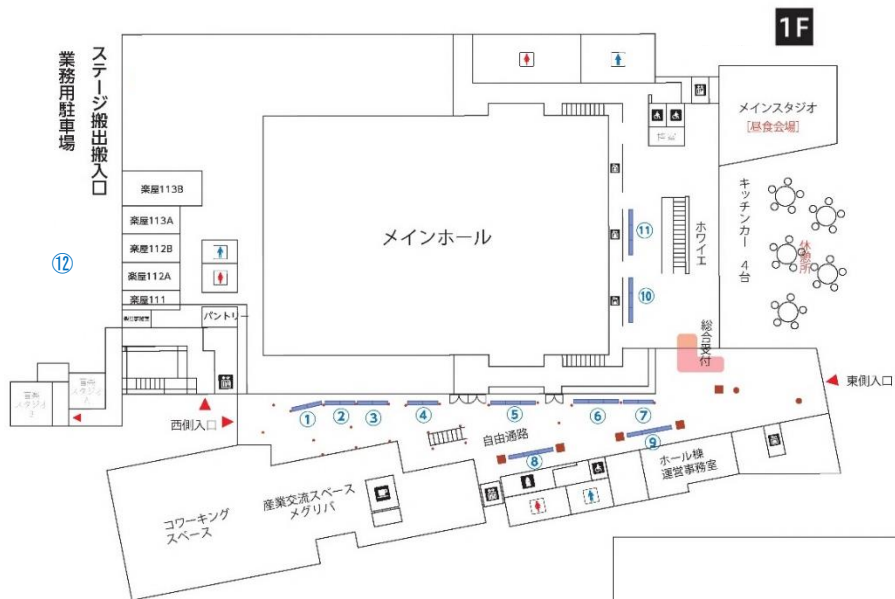 1F
ステージ搬出搬入口
業務用駐車場
メインスタジオ
[昼食会場]
楽屋113B
楽屋113A
楽屋112B
楽屋112A
楽屋111
パントリー
メインホール
ホワイエ
キッチンカー 4台
休憩所
総合受付
⑫
⑪
⑩
東側入口
西側入口
①
②
③
④
⑤
⑥
⑦
自由通路
⑧
⑨
ホール棟
運営事務室
産業交流スペース
メグリバ
コワーキング
スペース